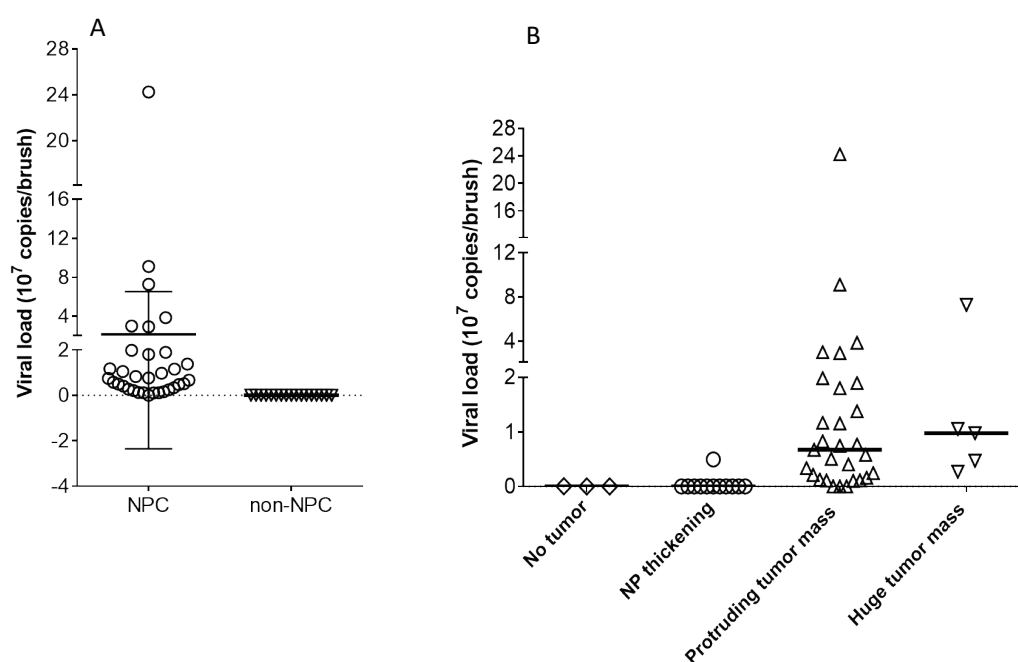 A
Viral load (10⁷ copies/brush)
28
24
20
16
12
8
4
2
0
-2
-4
NPC
non-NPC
B
Viral load (10⁷ copies/brush)
28
24
20
16
12
8
4
2
1
0
No tumor
NP thickening
Protruding tumor mass
Huge tumor mass